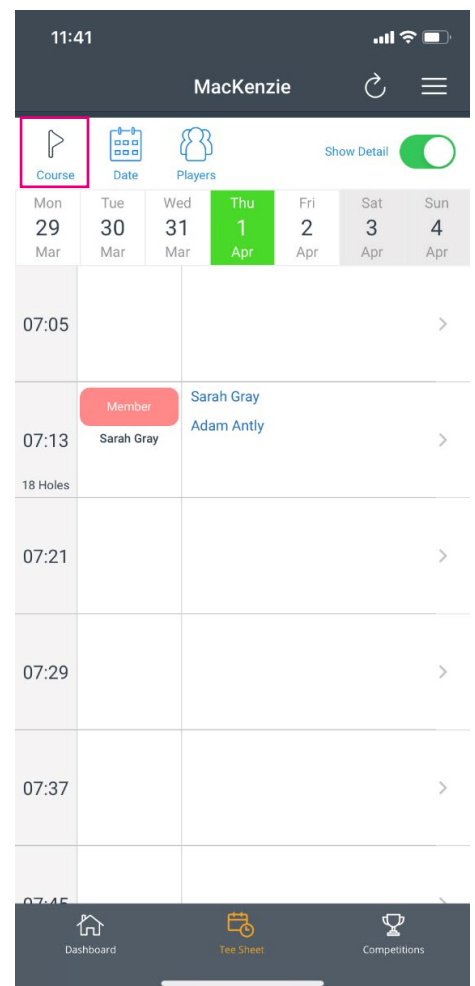 11:41
MacKenzie
Course Date Players Show Detail
Mon Tue Wed Thu Fri Sat Sun
29 30 31 1 2 3 4
Mar Mar Mar Apr Apr Apr Apr
07:05
Member Sarah Gray
07:13 Sarah Gray Adam Antly
18 Holes
07:21
07:29
07:37
07:45
Dashboard Tee Sheet Competitions